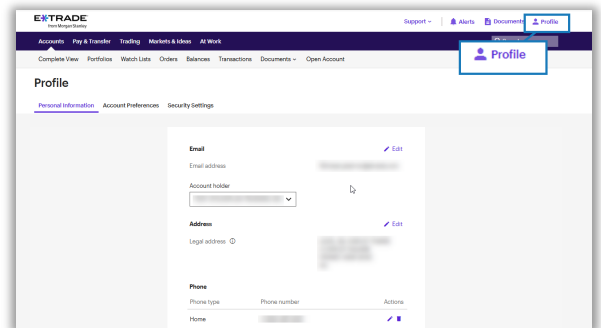 E*TRADE
from Morgan Stanley
Support
Alerts
Documents
Profile
Accounts Pay & Transfer Trading Markets & Ideas At Work
Profile
Complete View Portfolios Watch Lists Orders Balances Transactions Documents Open Account
Profile
Personal Information Account Preferences Security Settings
Email Edit
Email address
Account holder
Address Edit
Legal address
Phone
Phone type Phone number Actions
Home